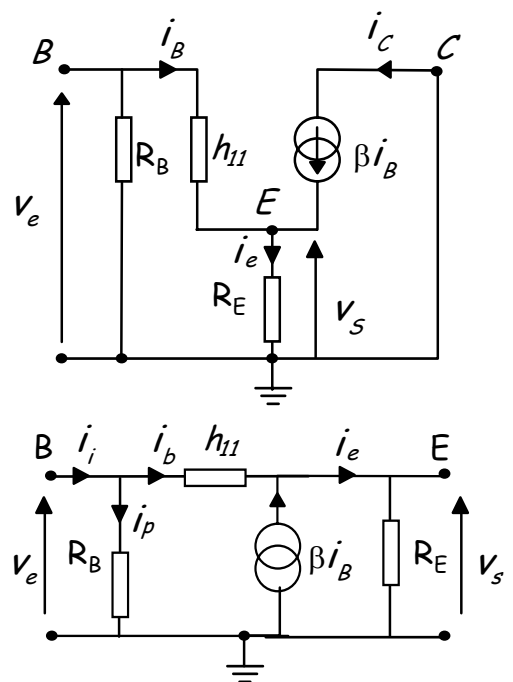 B i_B i_C C
R_B h_11 βi_B
v_e E
i_e
R_E v_s
B i_i i_b h_11 i_e E
i_p
v_e R_B βi_B R_E v_s